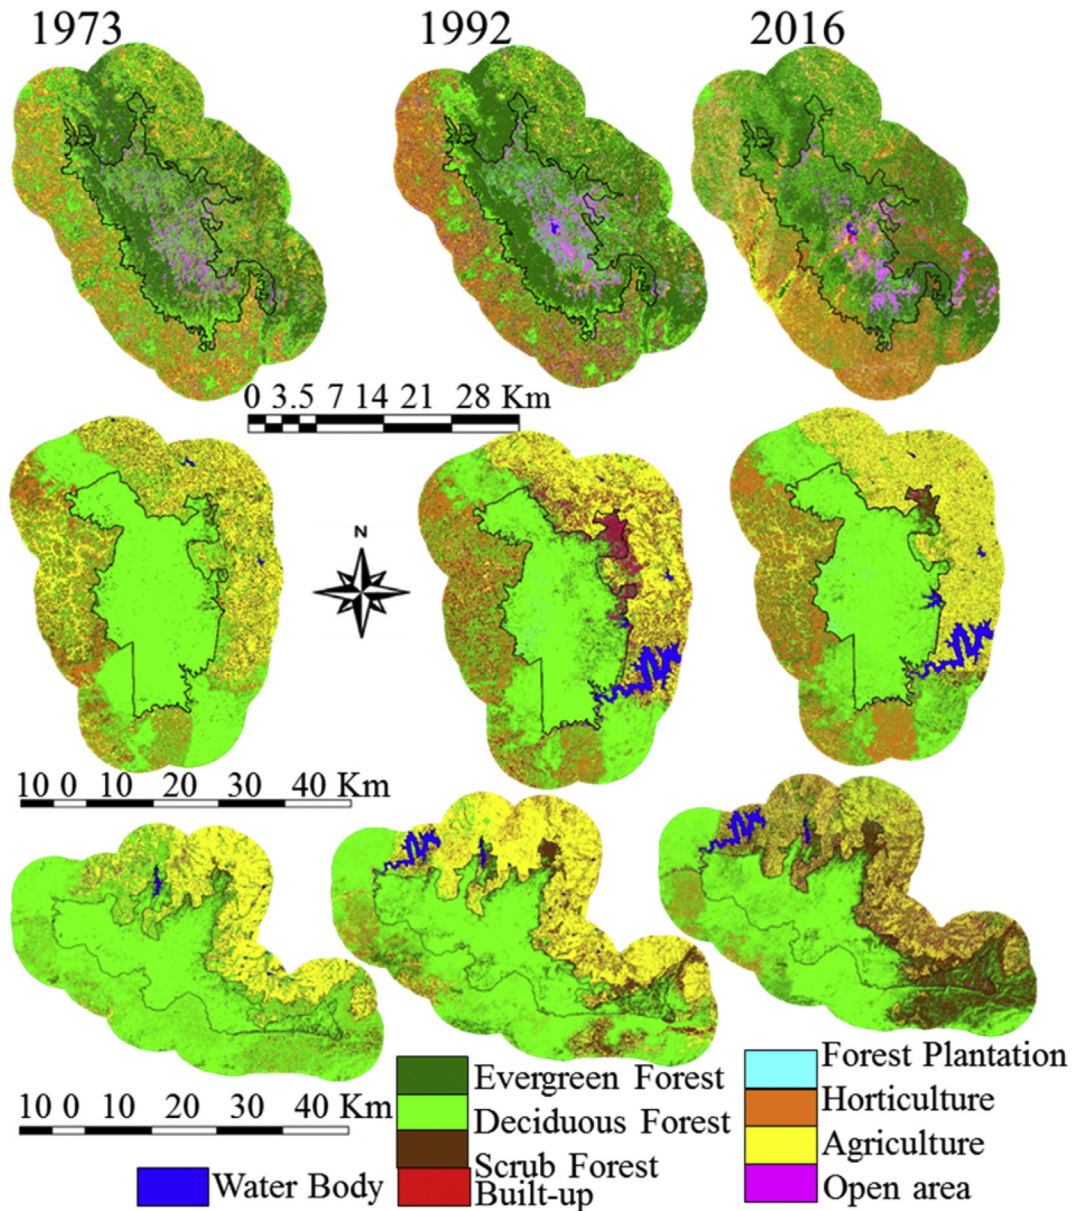 1973 1992 2016
0 3.5 7 14 21 28 Km
N
10 0 10 20 30 40 Km
10 0 10 20 30 40 Km
Evergreen Forest
Deciduous Forest
Scrub Forest
Built-up
Water Body
Forest Plantation
Horticulture
Agriculture
Open area